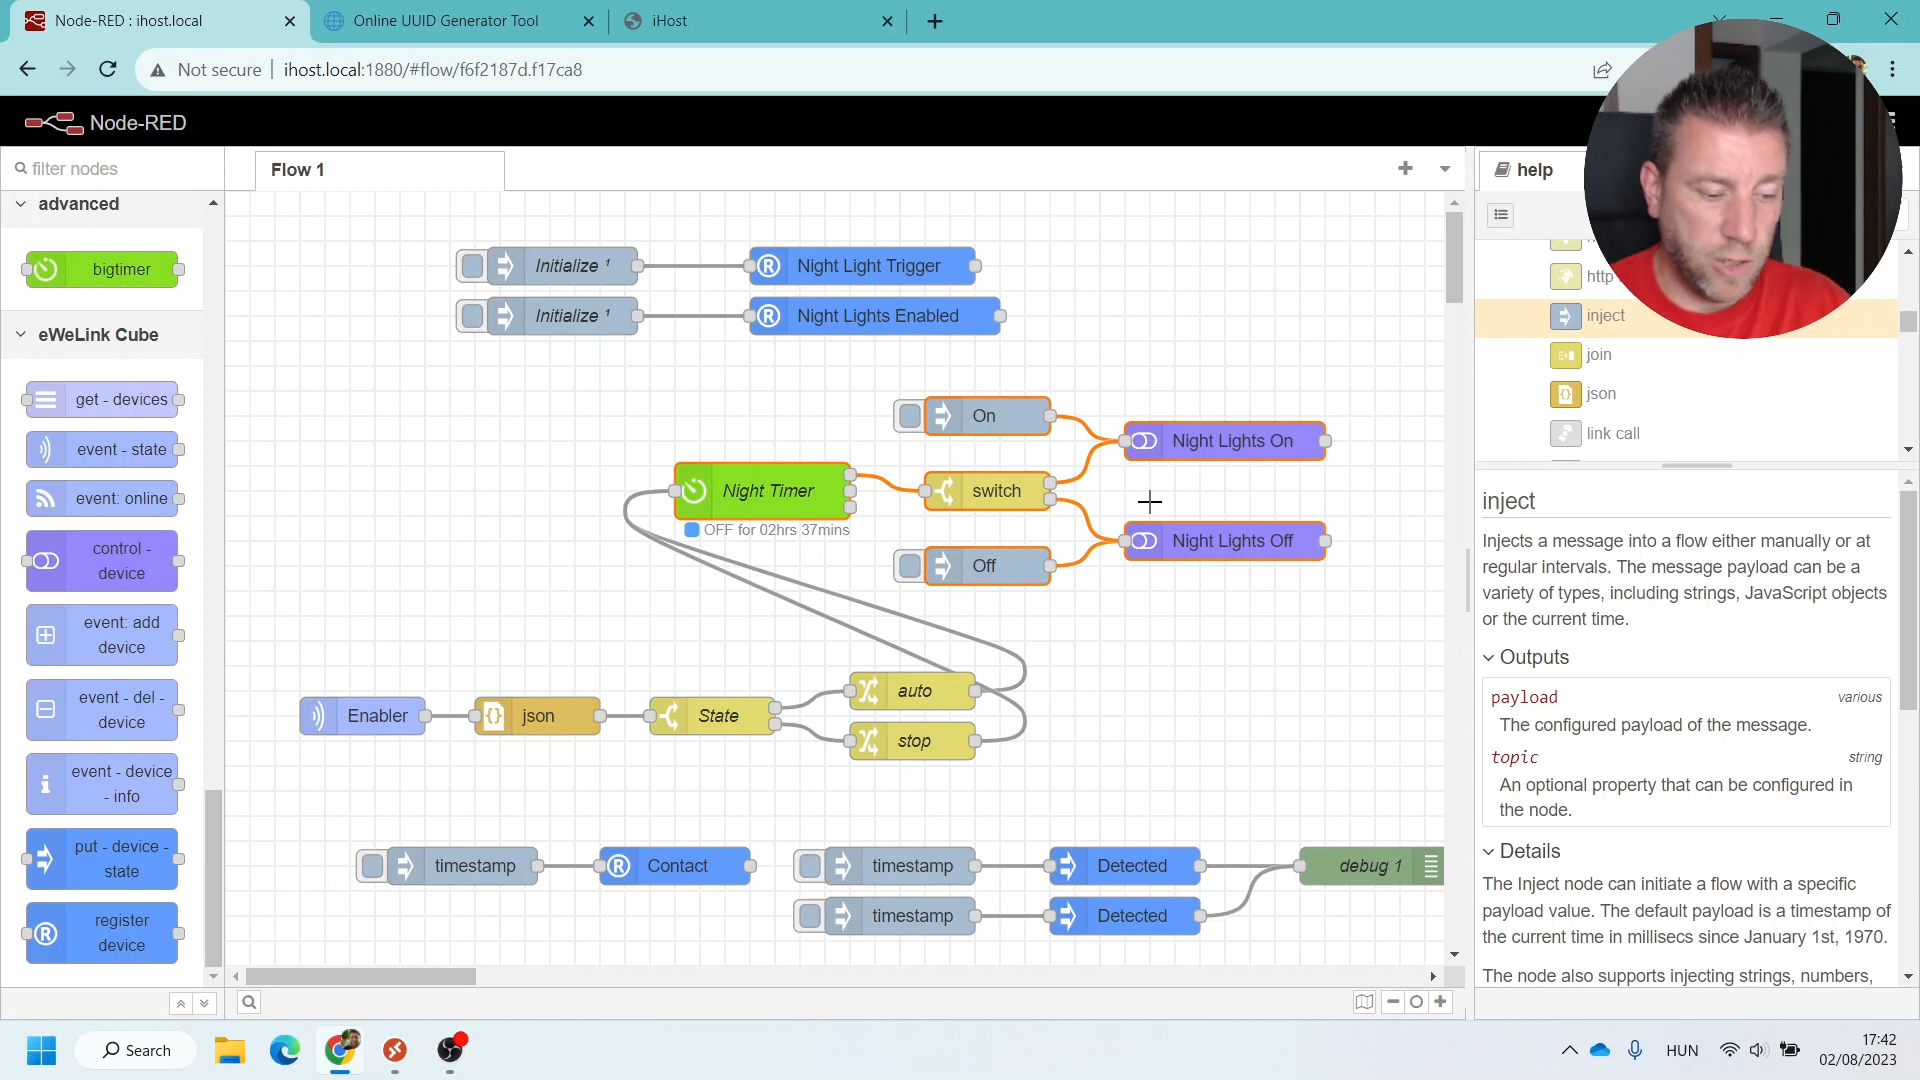 Node-RED : ihost.local
Online UUID Generator Tool
iHost
Not secure
ihost.local:1880/#flow/f6f2187d.f17ca8
Node-RED
filter nodes
Flow 1
help
advanced
bigtimer
eWeLink Cube
get - devices
event - state
event: online
control -
device
event: add
device
event - del -
device
event - device
- info
put - device -
state
register
device
Initialize ¹
Night Light Trigger
Initialize ¹
Night Lights Enabled
On
Night Lights On
Night Timer
switch
OFF for 02hrs 37mins
Night Lights Off
Off
Enabler
json
State
auto
stop
timestamp
Contact
timestamp
Detected
debug 1
timestamp
Detected
http
inject
join
json
link call
inject
Injects a message into a flow either manually or at
regular intervals. The message payload can be a
variety of types, including strings, JavaScript objects
or the current time.
Outputs
payload
various
The configured payload of the message.
topic
string
An optional property that can be configured in
the node.
Details
The Inject node can initiate a flow with a specific
payload value. The default payload is a timestamp of
the current time in millisecs since January 1st, 1970.
The node also supports injecting strings, numbers,
Search
HUN
17:42
02/08/2023